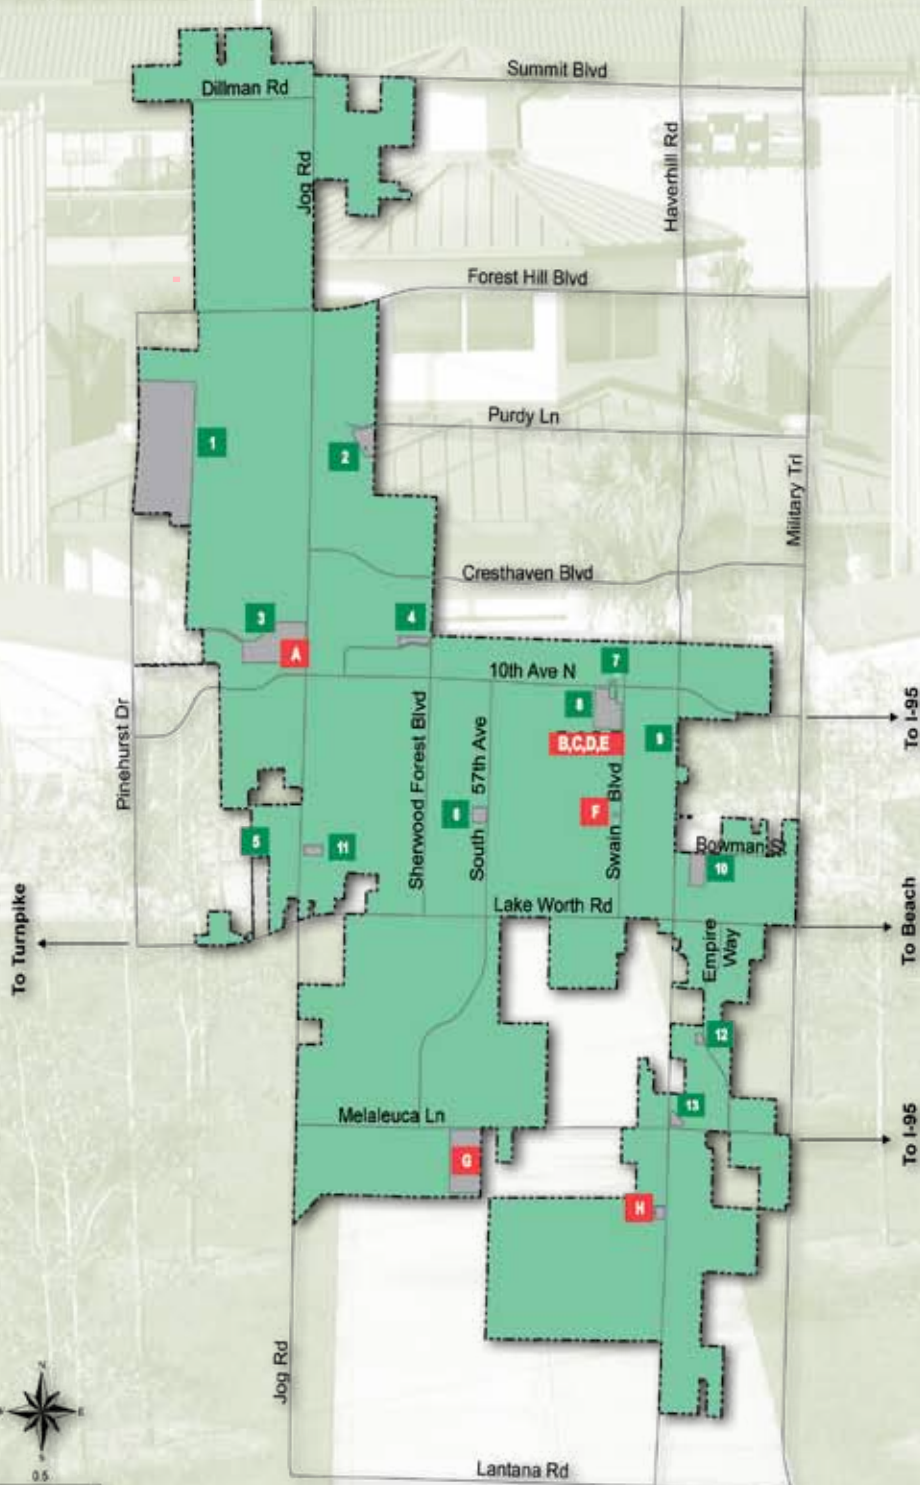 Summit Blvd
Dillman Rd
Haverhill Rd
Jog Rd
Forest Hill Blvd
Purdy Ln
1
2
Military Trl
Cresthaven Blvd
3
4
A
7
10th Ave N
8
Pinehurst Dr
Sherwood Forest Blvd
South 57th Ave
B,C,D,E
9
To I-95
Swain Blvd
F
5
11
Bowman St
10
Lake Worth Rd
To Turnpike
Empire
Way
To Beach
12
13
Melaleuca Ln
To I-95
G
H
Jog Rd
N
E
S
0.5
Lantana Rd